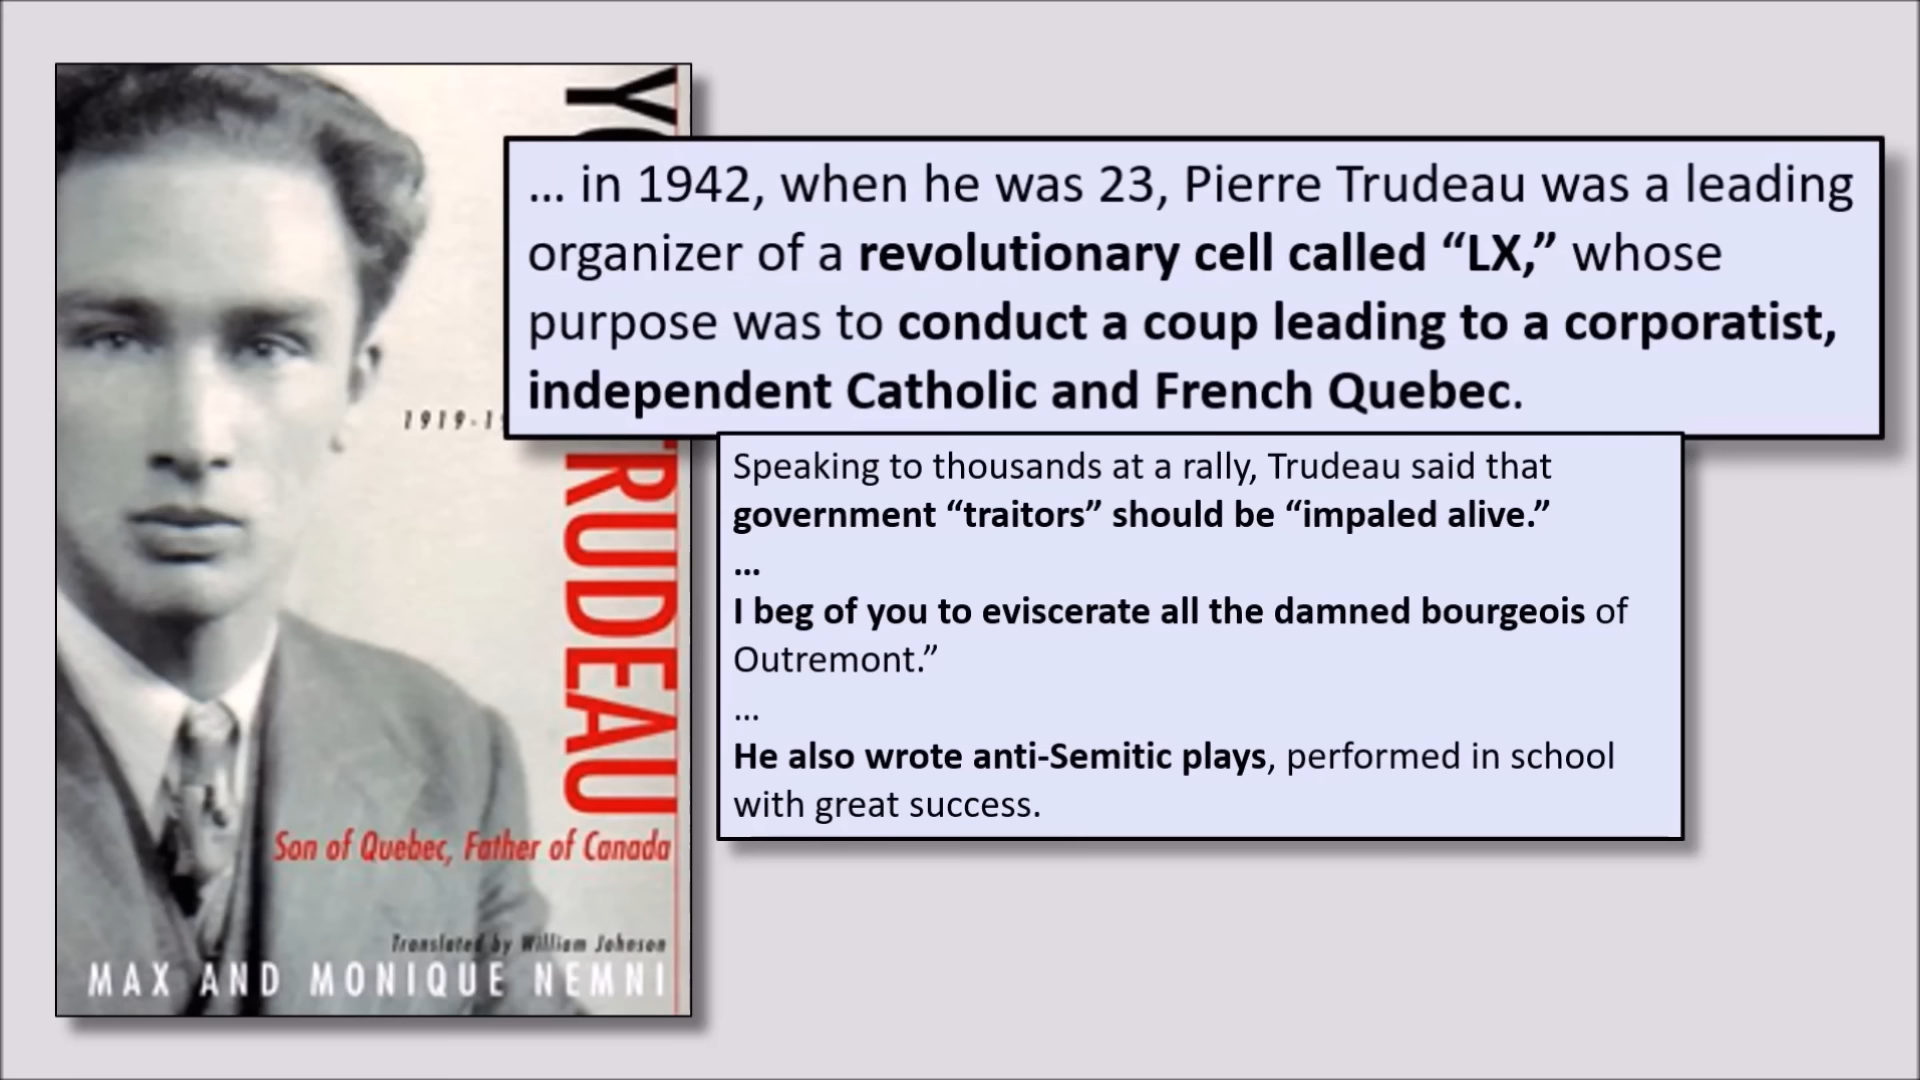 Y
… in 1942, when he was 23, Pierre Trudeau was a leading
organizer of a revolutionary cell called “LX,” whose
purpose was to conduct a coup leading to a corporatist,
independent Catholic and French Quebec.
1919-1
RUDEAU
Speaking to thousands at a rally, Trudeau said that
government “traitors” should be “impaled alive.”
…
I beg of you to eviscerate all the damned bourgeois of
Outremont.”
…
He also wrote anti-Semitic plays, performed in school
with great success.
Son of Quebec, Father of Canada
Translated by William Johnson
MAX AND MONIQUE NEMNI